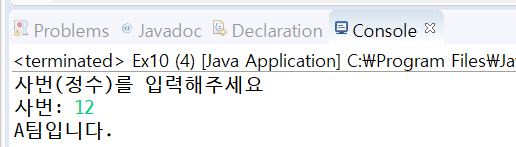 Problems @ Javadoc Declaration Console
<terminated> Ex10 (4) [Java Application] C:₩Program Files₩Ja
사번(정수)를 입력해주세요
사번: 12
A팀입니다.